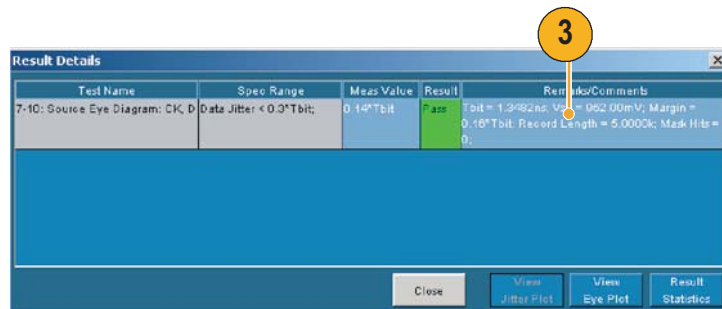 3
Result Details
Test Name Spec Range Meas Value Result Remarks/Comments
7-10: Source Eye Diagram: CK, D Data Jitter < 0.3*Tbit; 0.14*Tbit Pass Tbit = 1.3482ns; = 962.00mV; Margin =
0.16*Tbit; Record Length = 5.0000k; Mask Hits =
0;
Close
View
Jitter Plot
View
Eye Plot
Result
Statistics